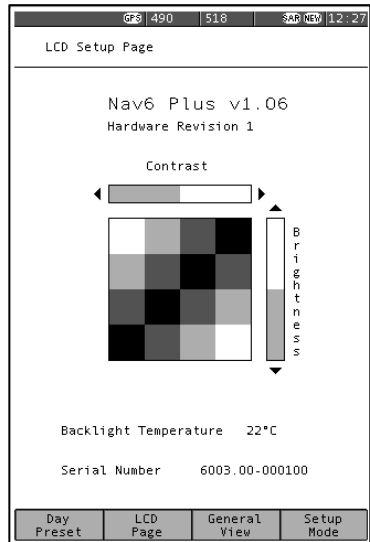 GPS 490 518 SAR NEW 12:27
LCD Setup Page
Nav6 Plus v1.06
Hardware Revision 1
Contrast
Brightness
Backlight Temperature 22°C
Serial Number 6003.00-000100
Day Preset
LCD Page
General View
Setup Mode